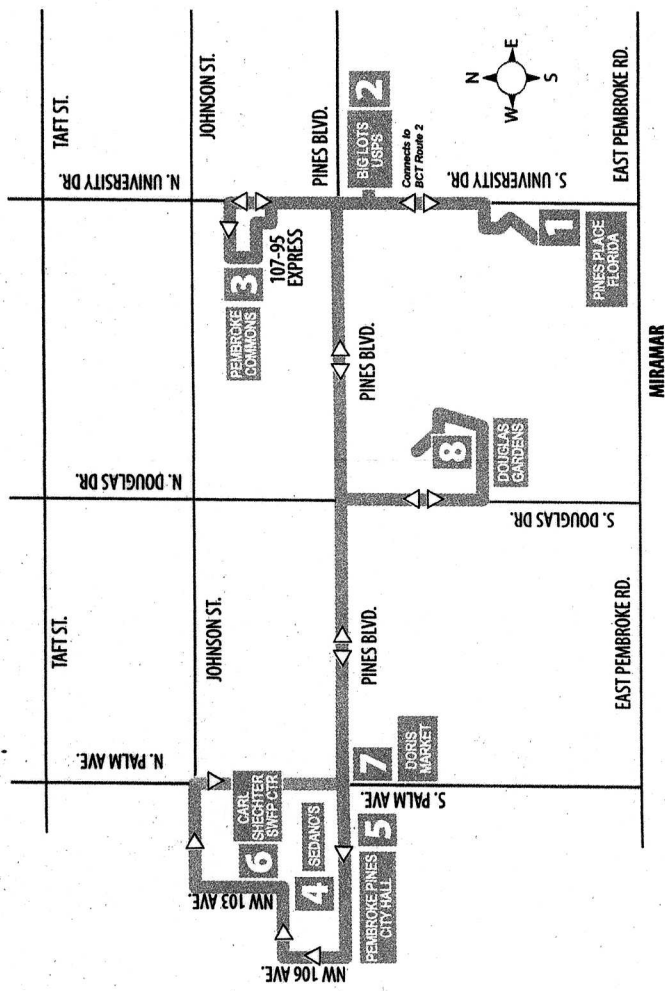 TAFT ST.
TAFT ST.
JOHNSON ST.
JOHNSON ST.
N. PALM AVE.
N. DOUGLAS DR.
N. UNIVERSITY DR.
NW 103 AVE.
NW 106 AVE.
6
CARL
SHECHTER
SWFP CTR
4
SEDANO'S
PEMBROKE
COMMONS
3
107-95
EXPRESS
PINES BLVD.
PINES BLVD.
PINES BLVD.
PEMBROKE PINES
CITY HALL
5
7
DORIS
MARKET
S. PALM AVE.
BIG LOTS
USPS
2
Connects to
BCT Route 2
8
DOUGLAS
GARDENS
S. DOUGLAS DR.
S. UNIVERSITY DR.
1
PINES PLACE
FLORIDA
N
W
E
S
EAST PEMBROKE RD.
EAST PEMBROKE RD.
MIRAMAR